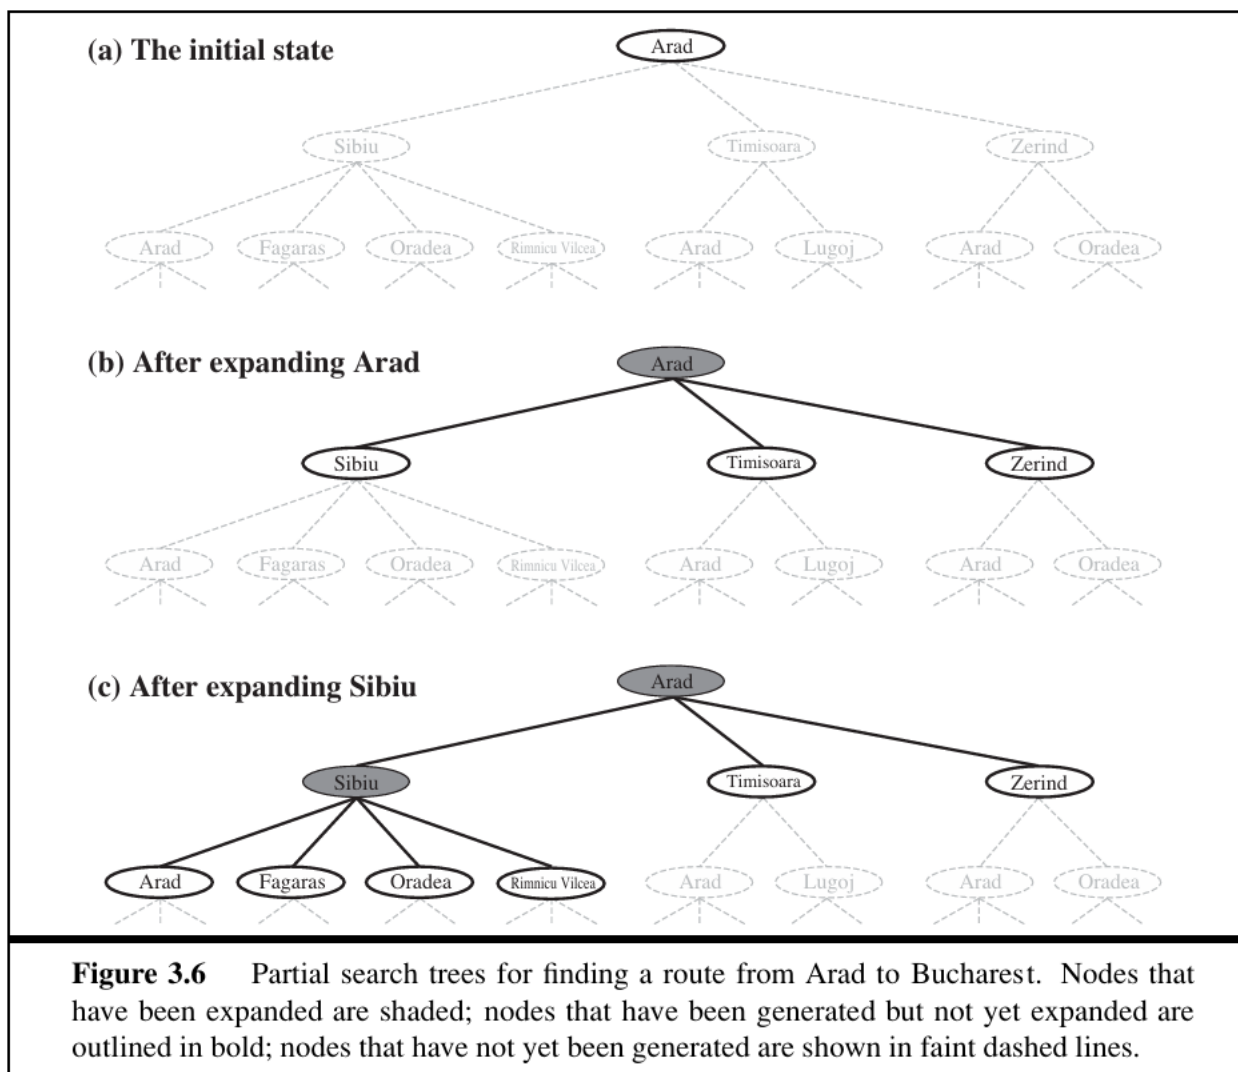 (a) The initial state
Arad
Sibiu
Timisoara
Zerind
Arad
Fagaras
Oradea
Rimnicu Vilcea
Arad
Lugoj
Arad
Oradea
(b) After expanding Arad
Arad
Sibiu
Timisoara
Zerind
Arad
Fagaras
Oradea
Rimnicu Vilcea
Arad
Lugoj
Arad
Oradea
(c) After expanding Sibiu
Arad
Sibiu
Timisoara
Zerind
Arad
Fagaras
Oradea
Rimnicu Vilcea
Arad
Lugoj
Arad
Oradea
Figure 3.6 Partial search trees for finding a route from Arad to Bucharest. Nodes that
have been expanded are shaded; nodes that have been generated but not yet expanded are
outlined in bold; nodes that have not yet been generated are shown in faint dashed lines.